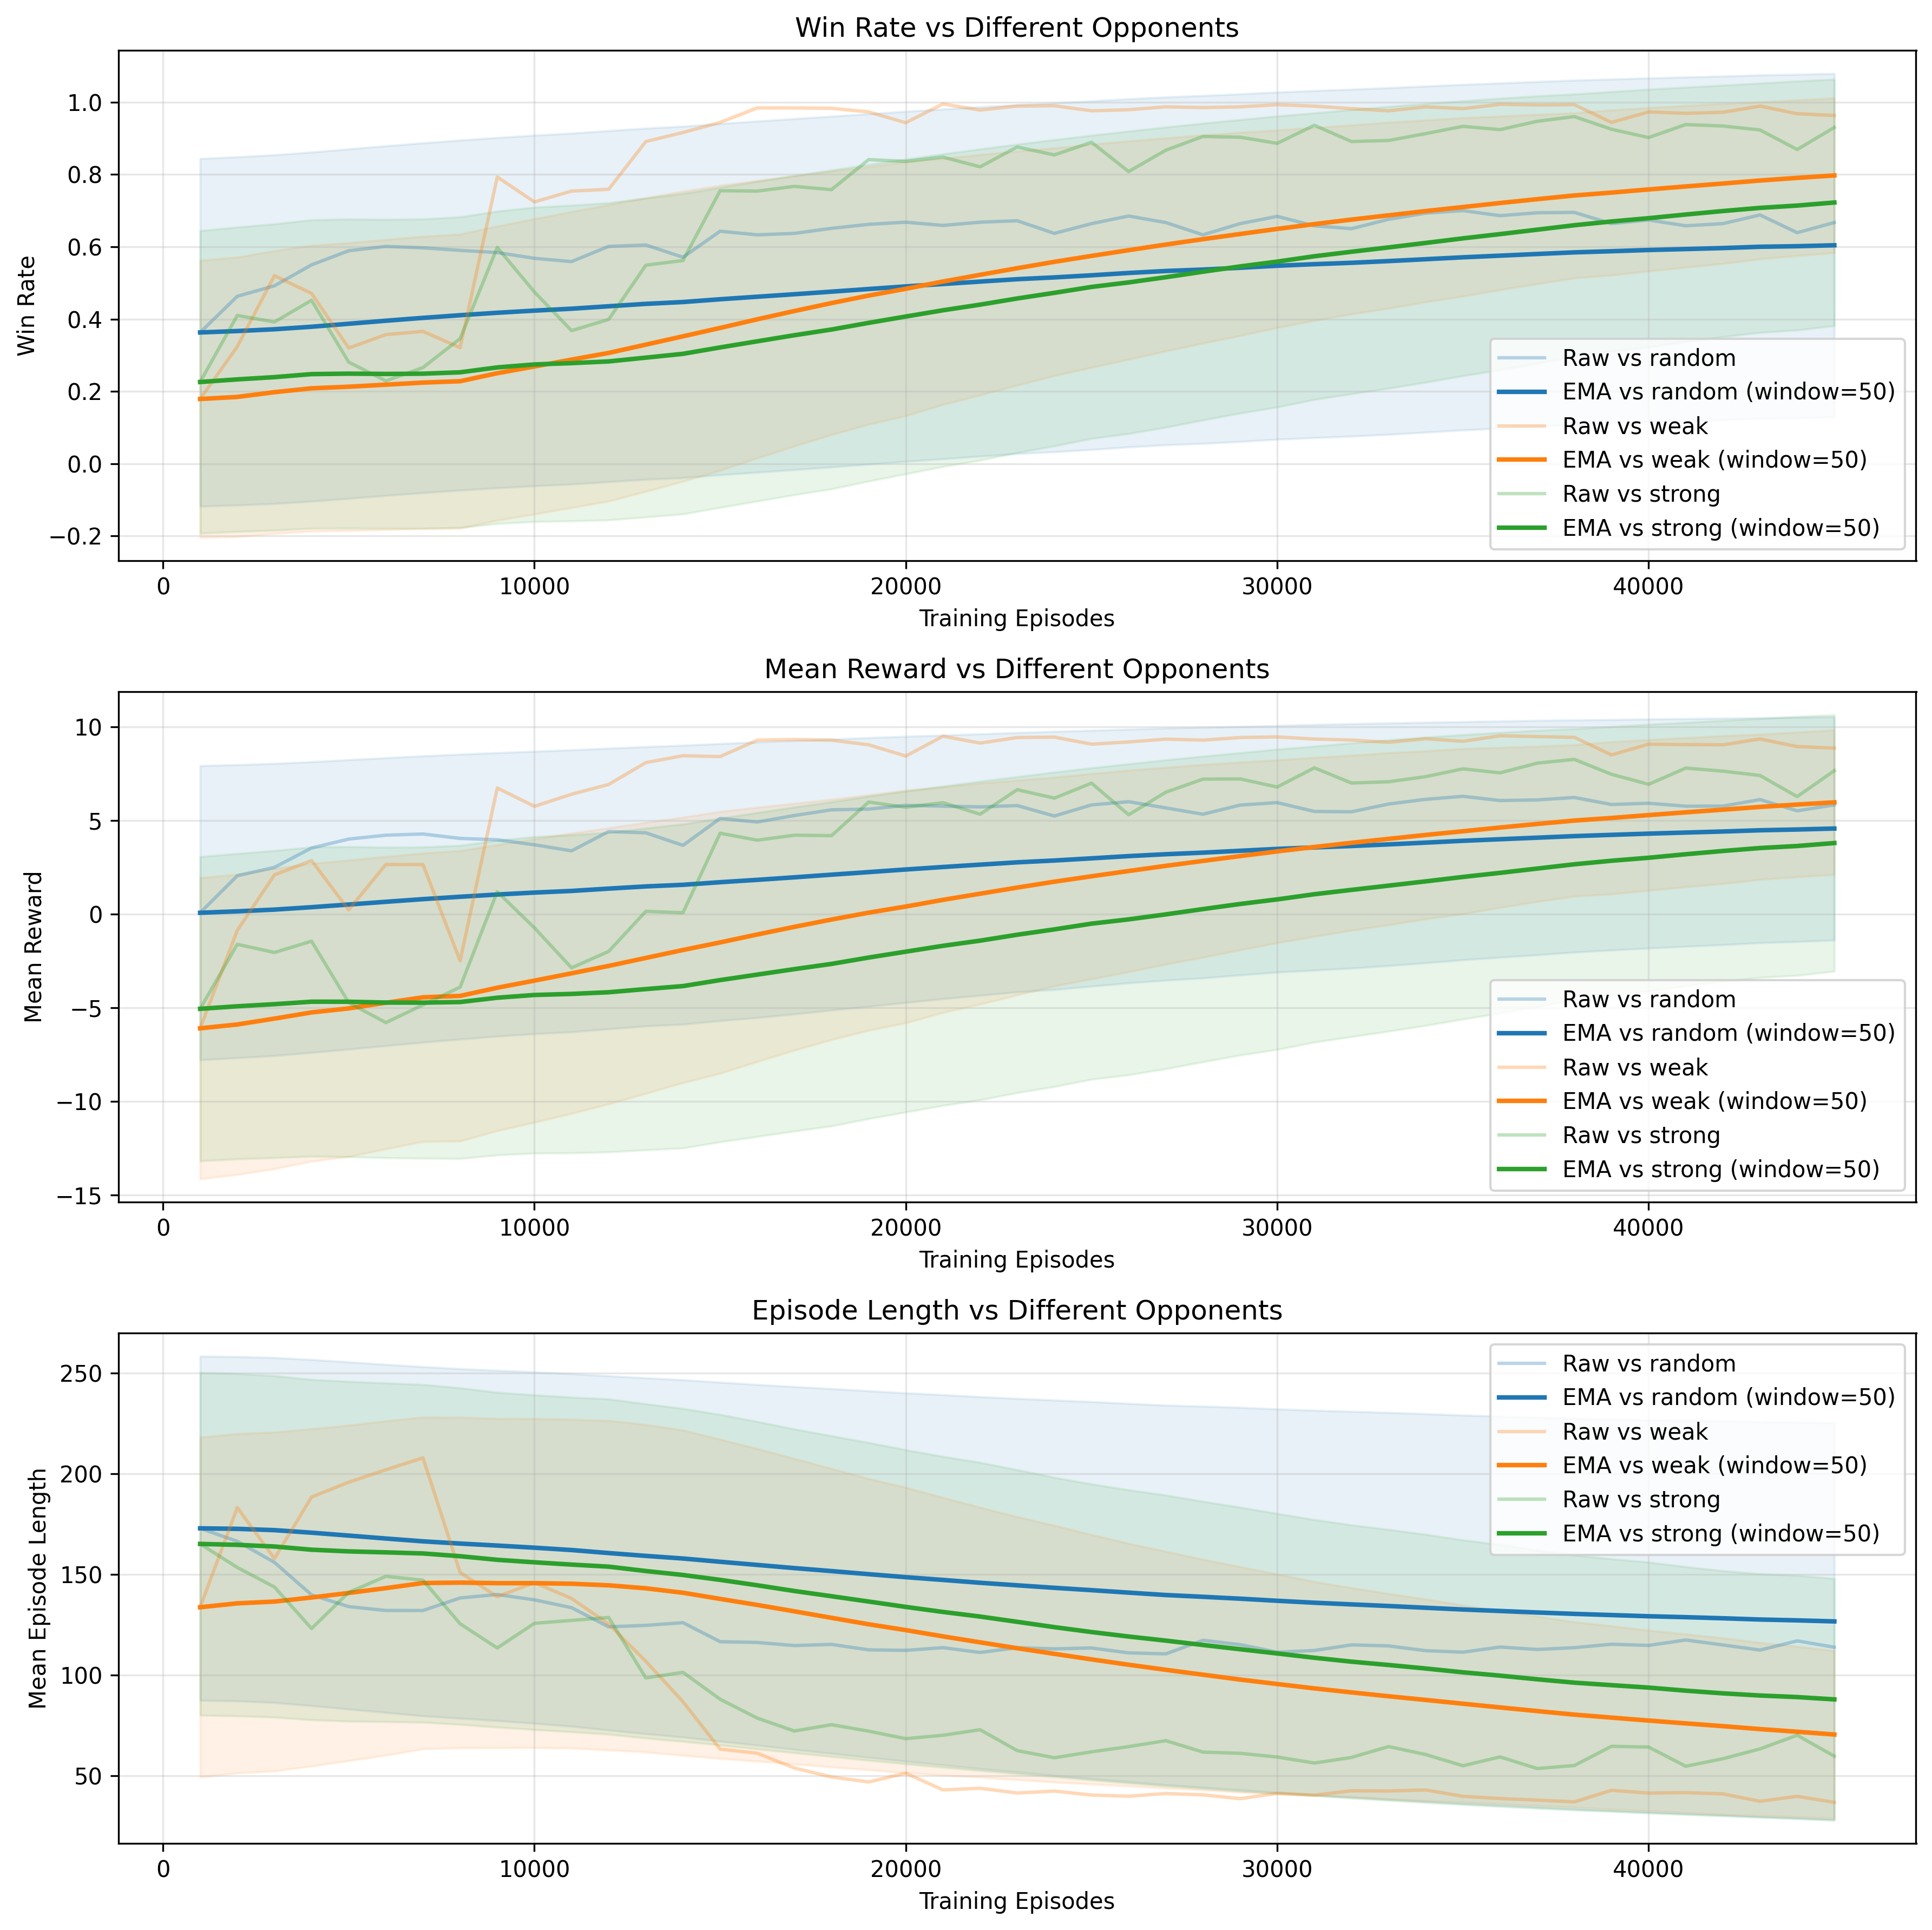 Win Rate vs Different Opponents
1.0
0.8
0.6
0.4
0.2
0.0
−0.2
Win Rate
Raw vs random
EMA vs random (window=50)
Raw vs weak
EMA vs weak (window=50)
Raw vs strong
EMA vs strong (window=50)
0 10000 20000 30000 40000
Training Episodes
Mean Reward vs Different Opponents
10
5
0
−5
−10
−15
Mean Reward
Raw vs random
EMA vs random (window=50)
Raw vs weak
EMA vs weak (window=50)
Raw vs strong
EMA vs strong (window=50)
0 10000 20000 30000 40000
Training Episodes
Episode Length vs Different Opponents
250
200
150
100
50
Mean Episode Length
Raw vs random
EMA vs random (window=50)
Raw vs weak
EMA vs weak (window=50)
Raw vs strong
EMA vs strong (window=50)
0 10000 20000 30000 40000
Training Episodes